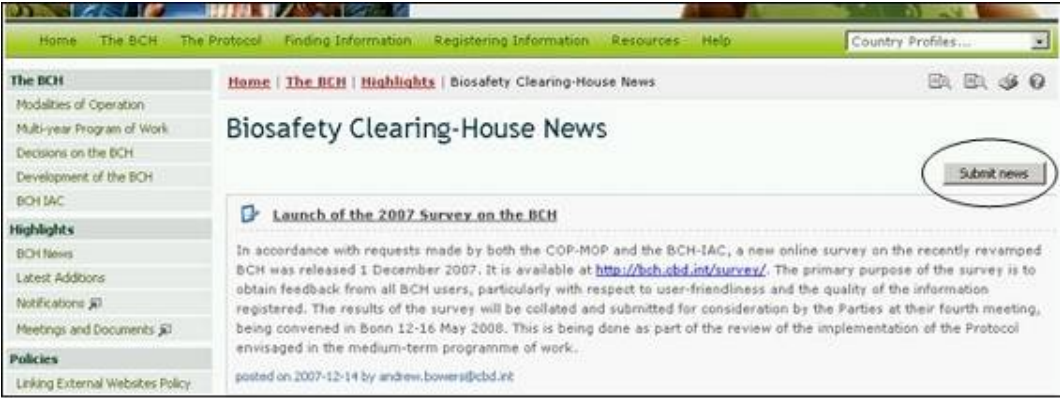 Home The BCH The Protocol Finding Information Registering Information Resources Help Country Profiles...
The BCH
Modalities of Operation
Multi-year Program of Work
Decisions on the BCH
Development of the BCH
BCH IAC
Highlights
BCH News
Latest Additions
Notifications
Meetings and Documents
Policies
Linking External Websites Policy
Home | The BCH | Highlights | Biosafety Clearing-House News
Biosafety Clearing-House News
Submit news
Launch of the 2007 Survey on the BCH
In accordance with requests made by both the COP-MOP and the BCH-IAC, a new online survey on the recently revamped
BCH was released 1 December 2007. It is available at http://bch.cbd.int/survey/. The primary purpose of the survey is to
obtain feedback from all BCH users, particularly with respect to user-friendliness and the quality of the information
registered. The results of the survey will be collated and submitted for consideration by the Parties at their fourth meeting,
being convened in Bonn 12-16 May 2008. This is being done as part of the review of the implementation of the Protocol
envisaged in the medium-term programme of work.
posted on 2007-12-14 by andrew.bowers@cbd.int